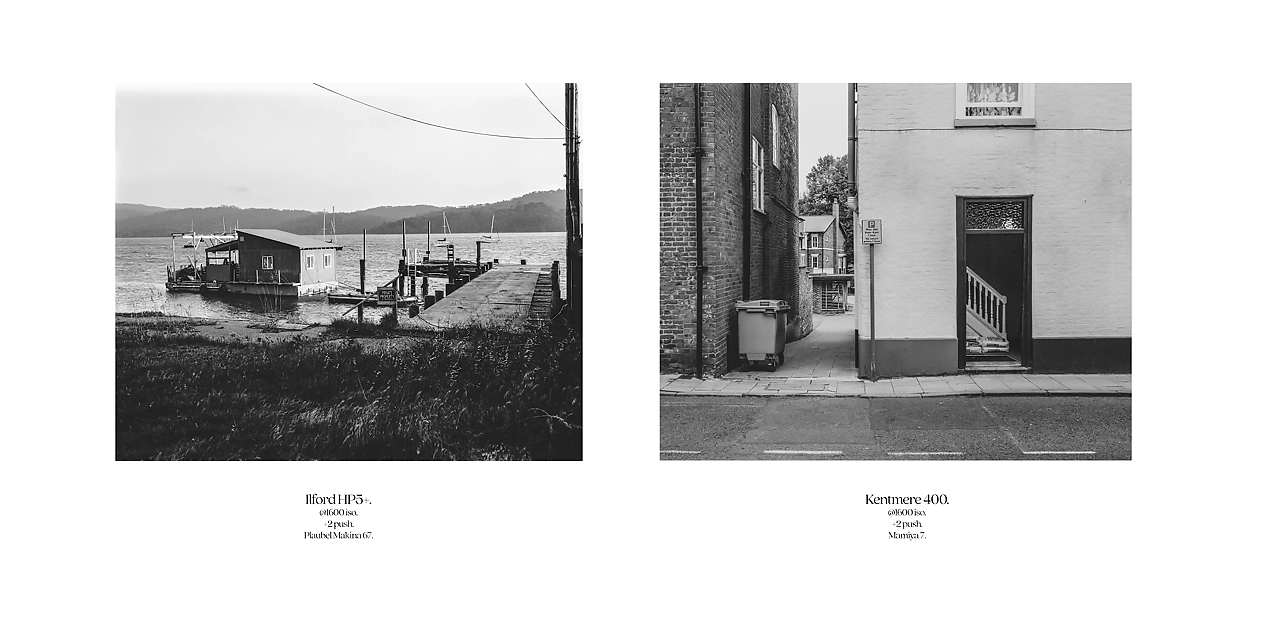 Ilford HP5+.
@1600 iso.
+2 push.
Plaubel Makina 67.
Kentmere 400.
@1600 iso.
+2 push.
Mamiya 7.